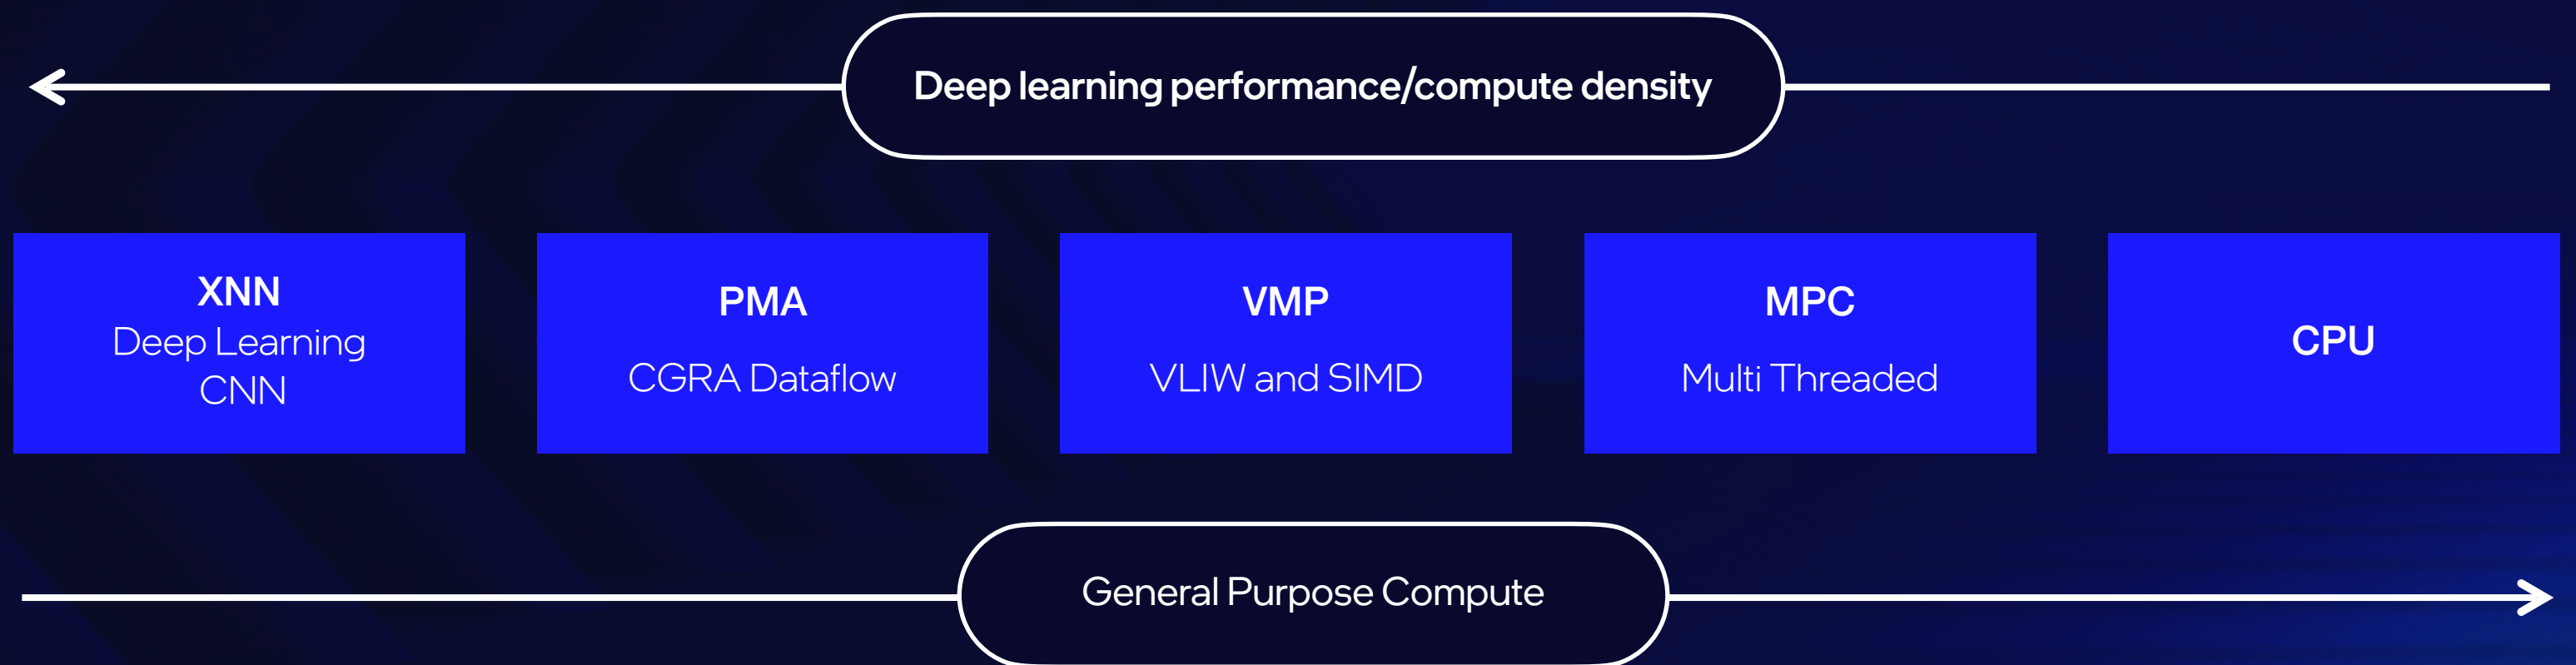 Deep learning performance/compute density
XNN
Deep Learning
CNN
PMA
CGRA Dataflow
VMP
VLIW and SIMD
MPC
Multi Threaded
CPU
General Purpose Compute